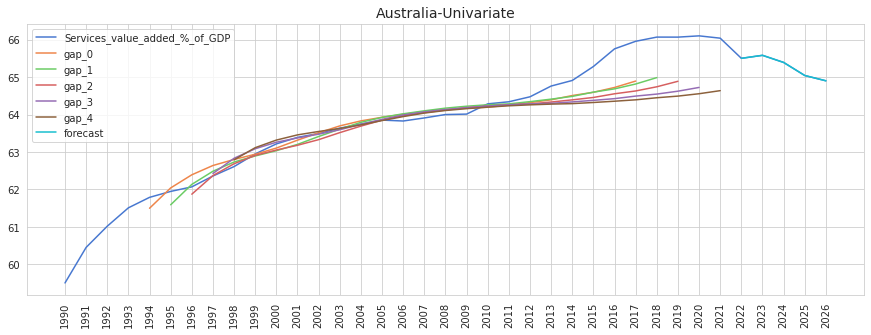 Australia-Univariate
Services_value_added_%_of_GDP
gap_0
gap_1
gap_2
gap_3
gap_4
forecast
66
65
64
63
62
61
60
1990 1991 1992 1993 1994 1995 1996 1997 1998 1999 2000 2001 2002 2003 2004 2005 2006 2007 2008 2009 2010 2011 2012 2013 2014 2015 2016 2017 2018 2019 2020 2021 2022 2023 2024 2025 2026